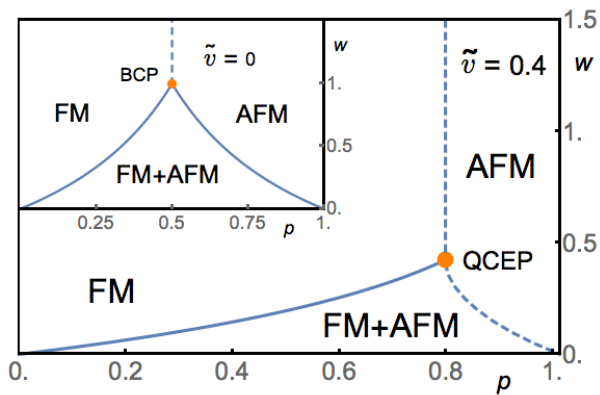 1.5
w
ṽ = 0
ṽ = 0.4
BCP
1.
FM
AFM
1.
0.5
AFM
FM+AFM
0.
0.25
0.5
0.75
1.
p
0.5
QCEP
FM
FM+AFM
0.
0.
0.2
0.4
0.6
0.8
1.
p
w